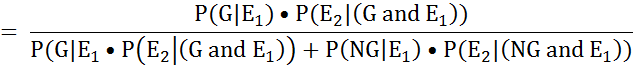 = P(G|E₁) • P(E₂|(G and E₁))
P(G|E₁ • P(E₂|(G and E₁)) + P(NG|E₁) • P(E₂|(NG and E₁))